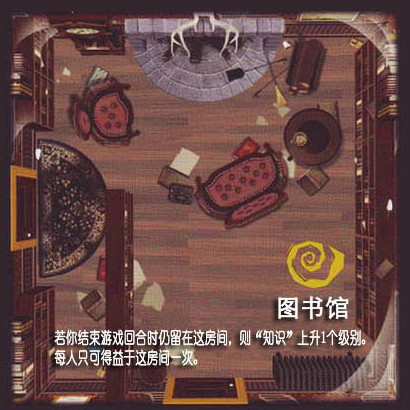 图书馆
若你结束游戏回合时仍留在这房间，则“知识”上升1个级别。
每人只可得益于这房间一次。